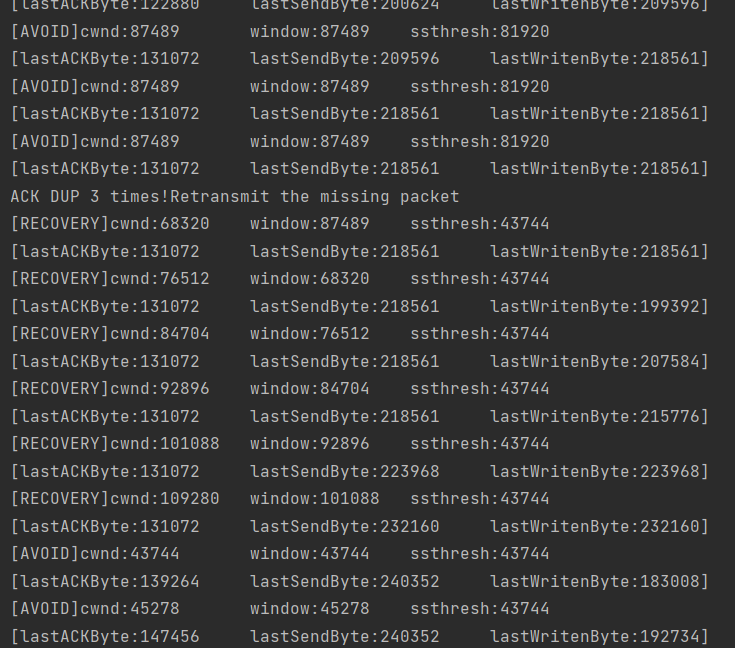 [lastACKByte:122880 lastSendByte:200624 lastWritenByte:209596]
[AVOID]cwnd:87489 window:87489 ssthresh:81920
[lastACKByte:131072 lastSendByte:209596 lastWritenByte:218561]
[AVOID]cwnd:87489 window:87489 ssthresh:81920
[lastACKByte:131072 lastSendByte:218561 lastWritenByte:218561]
[AVOID]cwnd:87489 window:87489 ssthresh:81920
[lastACKByte:131072 lastSendByte:218561 lastWritenByte:218561]
ACK DUP 3 times!Retransmit the missing packet
[RECOVERY]cwnd:68320 window:87489 ssthresh:43744
[lastACKByte:131072 lastSendByte:218561 lastWritenByte:218561]
[RECOVERY]cwnd:76512 window:68320 ssthresh:43744
[lastACKByte:131072 lastSendByte:218561 lastWritenByte:199392]
[RECOVERY]cwnd:84704 window:76512 ssthresh:43744
[lastACKByte:131072 lastSendByte:218561 lastWritenByte:207584]
[RECOVERY]cwnd:92896 window:84704 ssthresh:43744
[lastACKByte:131072 lastSendByte:218561 lastWritenByte:215776]
[RECOVERY]cwnd:101088 window:92896 ssthresh:43744
[lastACKByte:131072 lastSendByte:223968 lastWritenByte:223968]
[RECOVERY]cwnd:109280 window:101088 ssthresh:43744
[lastACKByte:131072 lastSendByte:232160 lastWritenByte:232160]
[AVOID]cwnd:43744 window:43744 ssthresh:43744
[lastACKByte:139264 lastSendByte:240352 lastWritenByte:183008]
[AVOID]cwnd:45278 window:45278 ssthresh:43744
[lastACKByte:147456 lastSendByte:240352 lastWritenByte:192734]